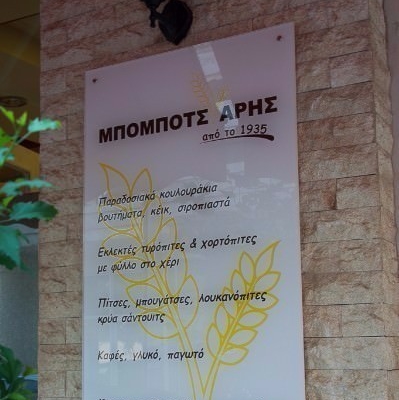 ΜΠΟΜΠΟΤΣ ΑΡΗΣ
από το 1935
Παραδοσιακά κουλουράκια
βουτήματα, κέικ, σιροπιαστά
Εκλεκτές τυρόπιτες & χορτόπιτες
με φύλλο στο χέρι
Πίτσες, μπουγάτσες, λουκανόπιτες
κρύα σάντουιτς
Καφές, γλυκό, παγωτό